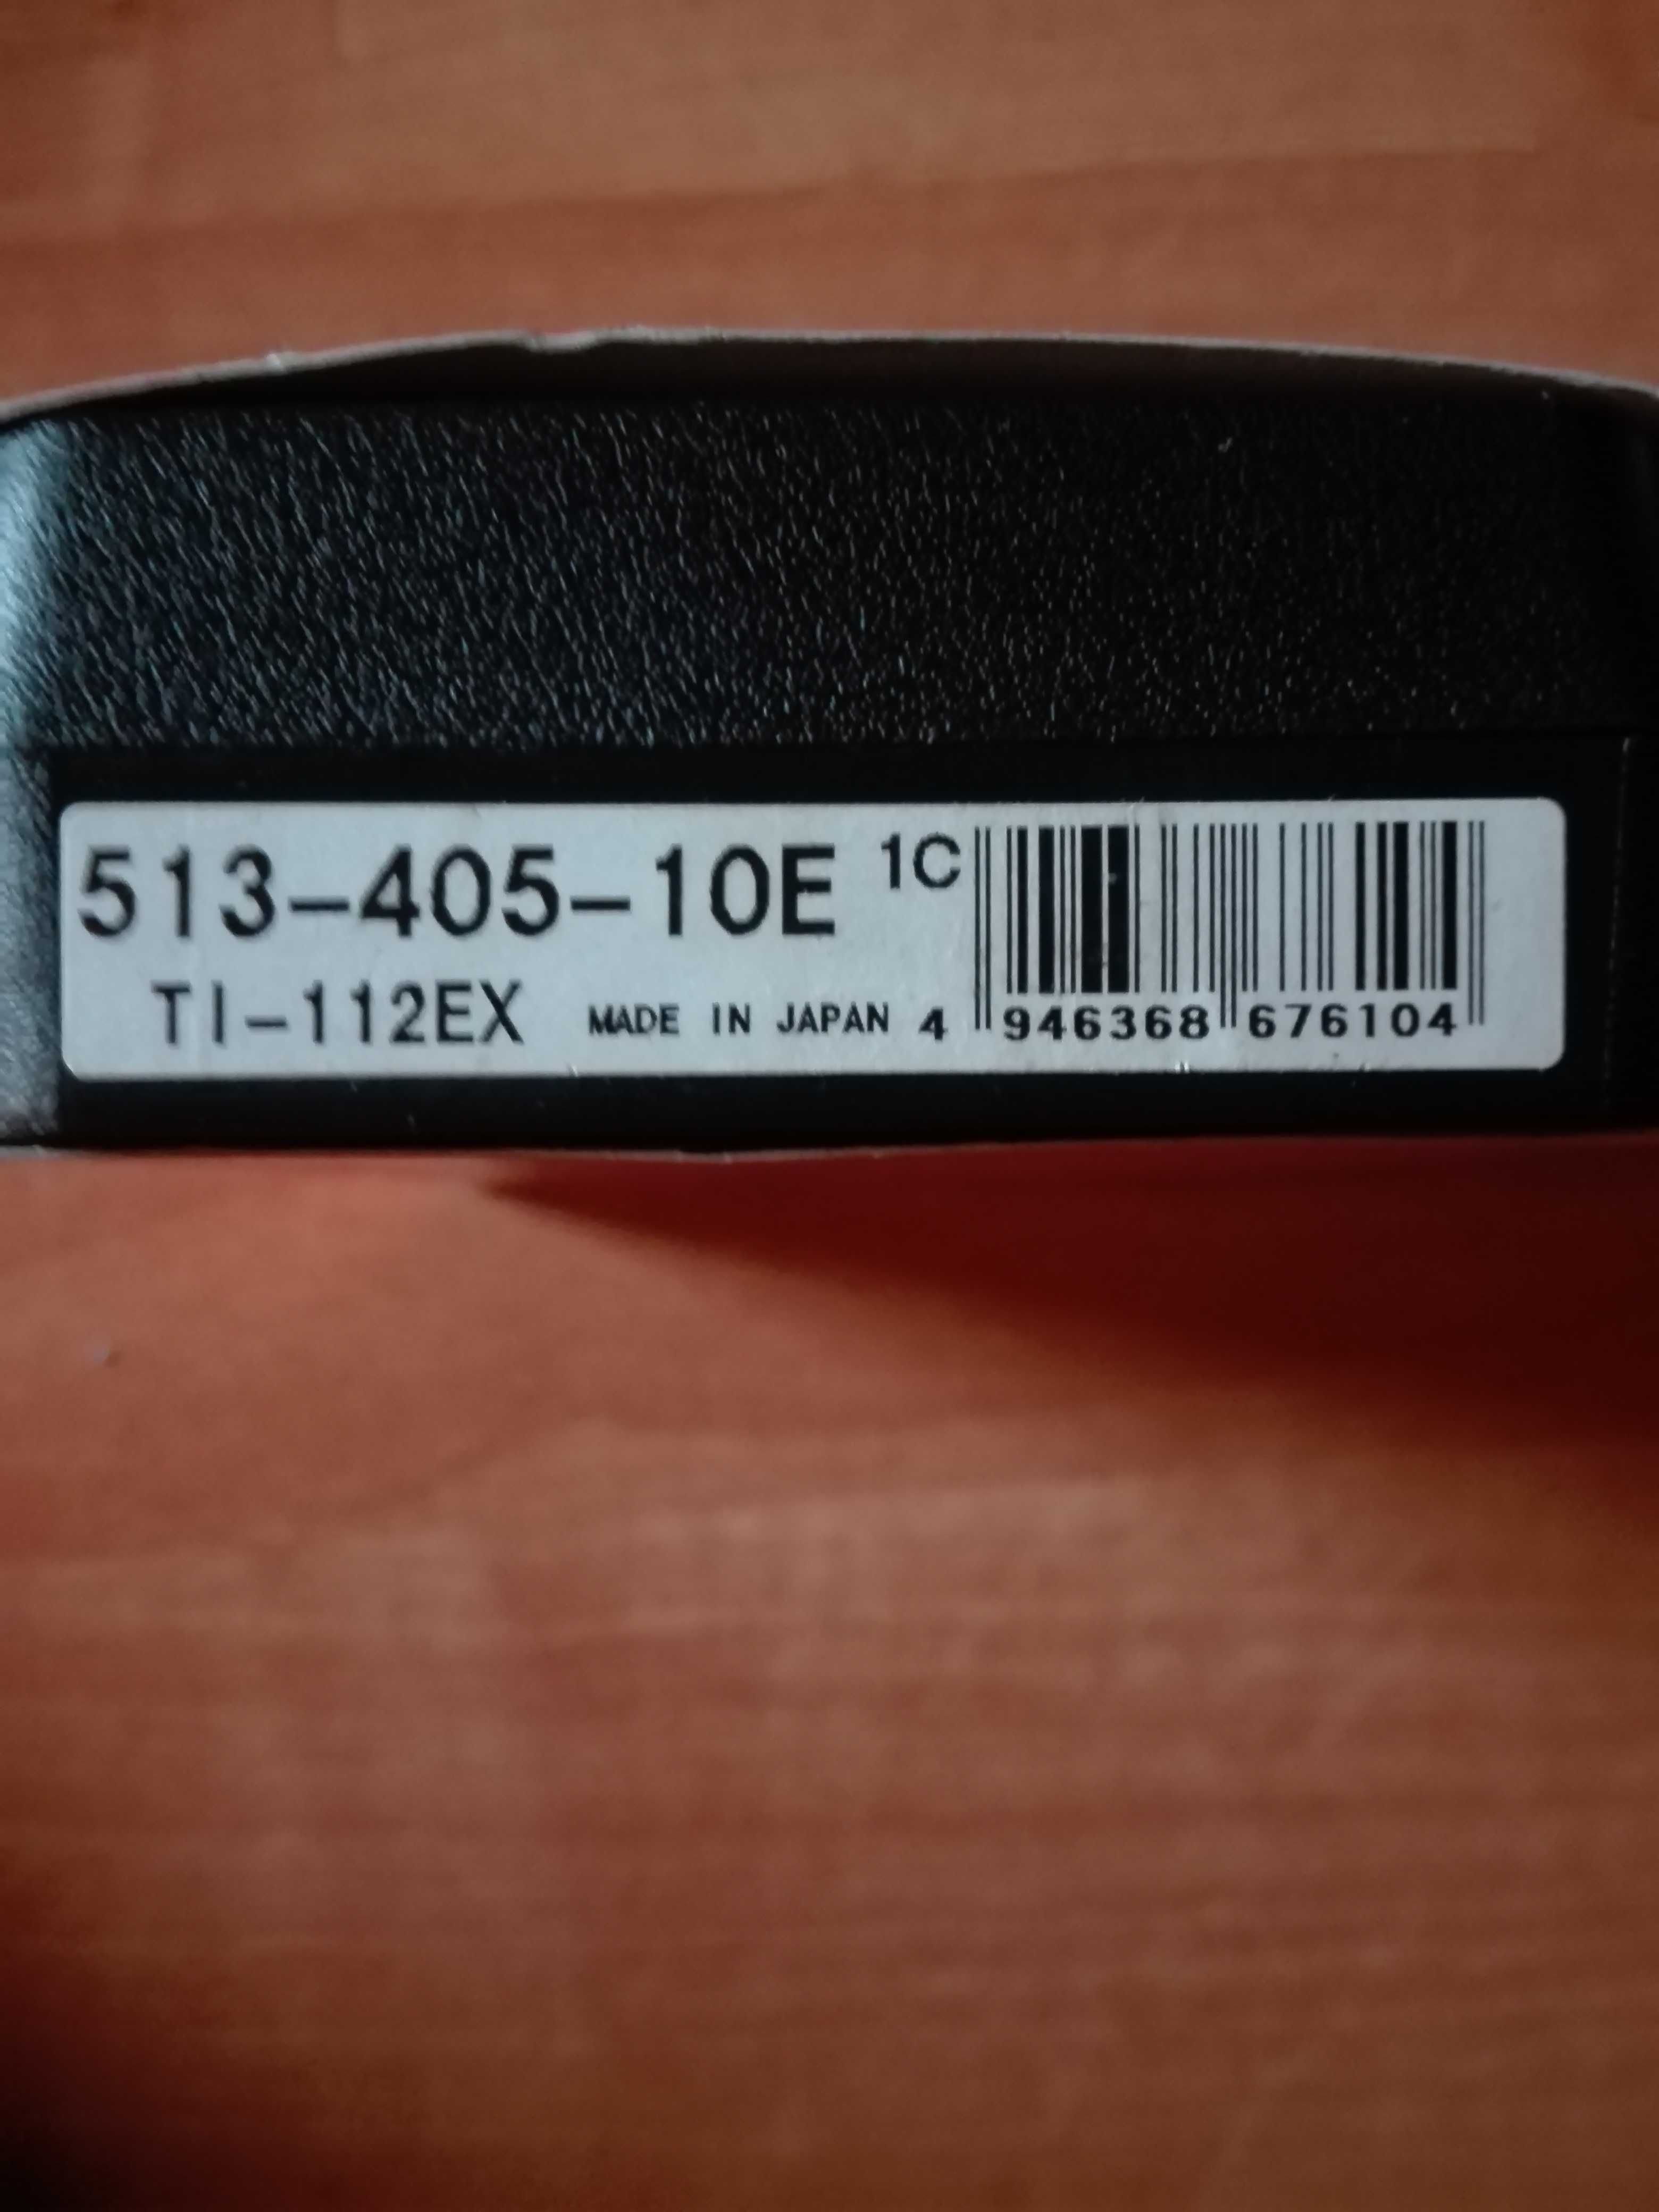 513-405-10E 1C
TI-112EX MADE IN JAPAN 4 946368 676104